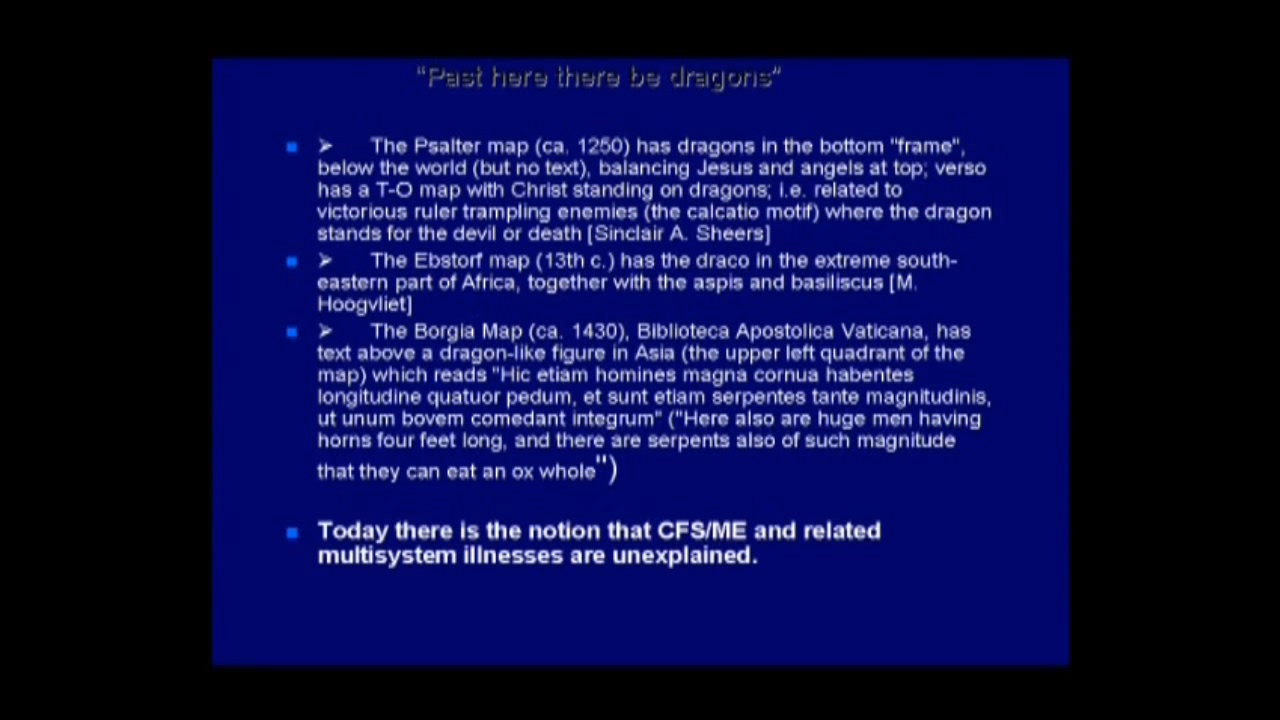 "Past here there be dragons"
➢ The Psalter map (ca. 1250) has dragons in the bottom "frame",
below the world (but no text), balancing Jesus and angels at top; verso
has a T-O map with Christ standing on dragons; i.e. related to
victorious ruler trampling enemies (the calcatio motif) where the dragon
stands for the devil or death [Sinclair A. Sheers]
➢ The Ebstorf map (13th c.) has the draco in the extreme south-
eastern part of Africa, together with the aspis and basiliscus [M.
Hoogvliet]
➢ The Borgia Map (ca. 1430), Biblioteca Apostolica Vaticana, has
text above a dragon-like figure in Asia (the upper left quadrant of the
map) which reads "Hic etiam homines magna cornua habentes
longitudine quatuor pedum, et sunt etiam serpentes tante magnitudinis,
ut unum bovem comedant integrum" ("Here also are huge men having
horns four feet long, and there are serpents also of such magnitude
that they can eat an ox whole")
Today there is the notion that CFS/ME and related
multisystem illnesses are unexplained.